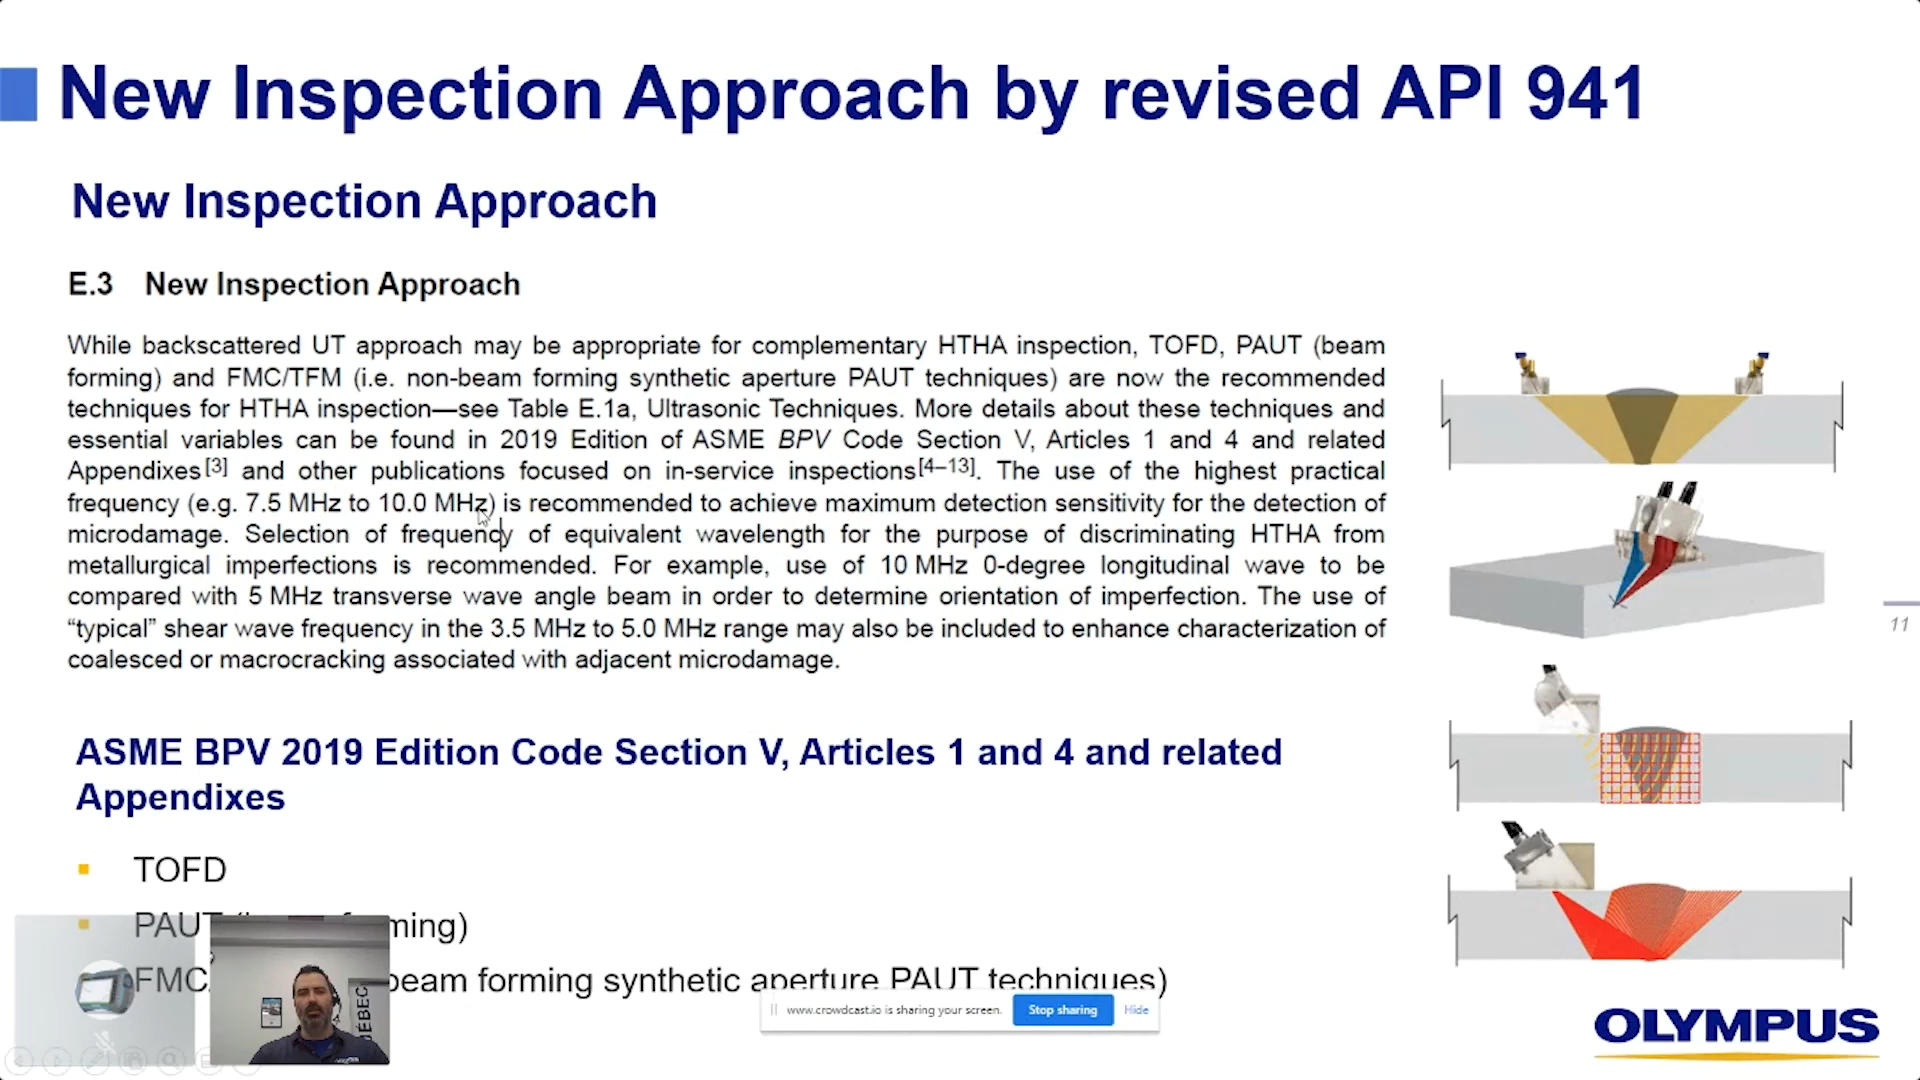 New Inspection Approach by revised API 941
New Inspection Approach
E.3 New Inspection Approach
While backscattered UT approach may be appropriate for complementary HTHA inspection, TOFD, PAUT (beam
forming) and FMC/TFM (i.e. non-beam forming synthetic aperture PAUT techniques) are now the recommended
techniques for HTHA inspection—see Table E.1a, Ultrasonic Techniques. More details about these techniques and
essential variables can be found in 2019 Edition of ASME BPV Code Section V, Articles 1 and 4 and related
Appendixes[3] and other publications focused on in-service inspections[4–13]. The use of the highest practical
frequency (e.g. 7.5 MHz to 10.0 MHz) is recommended to achieve maximum detection sensitivity for the detection of
microdamage. Selection of frequency of equivalent wavelength for the purpose of discriminating HTHA from
metallurgical imperfections is recommended. For example, use of 10 MHz 0-degree longitudinal wave to be
compared with 5 MHz transverse wave angle beam in order to determine orientation of imperfection. The use of
“typical” shear wave frequency in the 3.5 MHz to 5.0 MHz range may also be included to enhance characterization of
coalesced or macrocracking associated with adjacent microdamage.
11
ASME BPV 2019 Edition Code Section V, Articles 1 and 4 and related
Appendixes
TOFD
PAUT ming)
FMC beam forming synthetic aperture PAUT techniques)
ÉBEC
www.crowdcast.io is sharing your screen. Stop sharing Hide
OLYMPUS